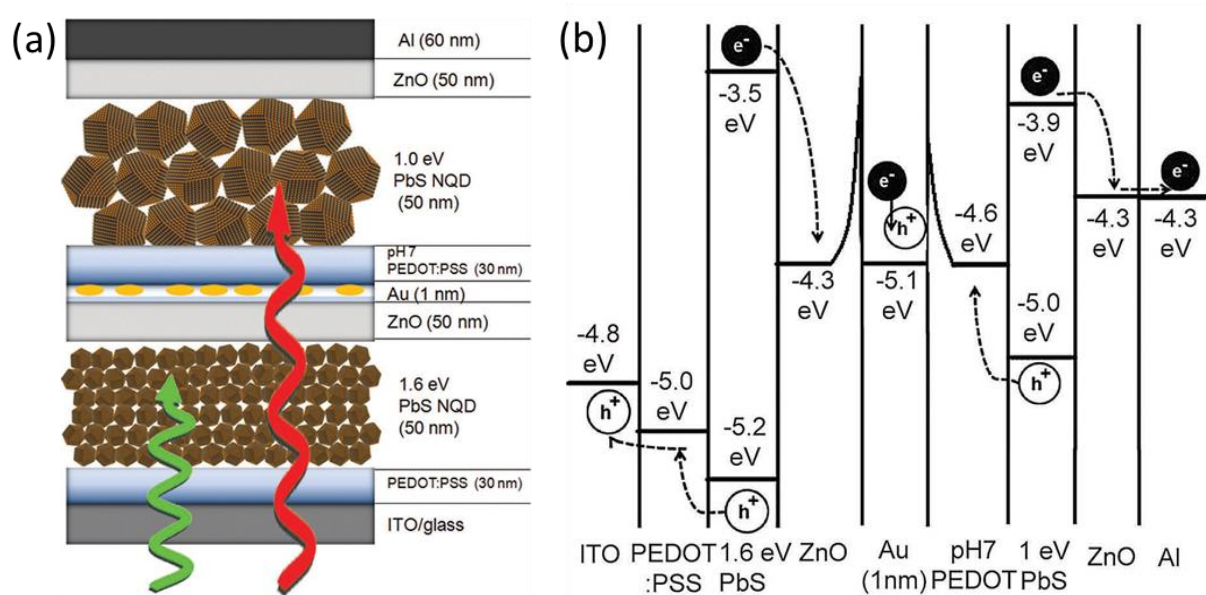 (a)
Al (60 nm)
ZnO (50 nm)
1.0 eV
PbS NQD
(50 nm)
pH7
PEDOT:PSS (30 nm)
Au (1 nm)
ZnO (50 nm)
1.6 eV
PbS NQD
(50 nm)
PEDOT:PSS (30 nm)
ITO/glass
(b)
e-
-3.5
eV
e-
-3.9
eV
e-
h+
e-
-4.6
eV
-4.3
eV
-5.1
eV
-4.3
eV
-4.3
eV
-4.8
eV
h+
-5.0
eV
-5.2
eV
h+
-5.0
eV
h+
ITO
PEDOT
:PSS
1.6 eV
PbS
ZnO
Au
(1nm)
pH7
PEDOT
1 eV
PbS
ZnO
Al